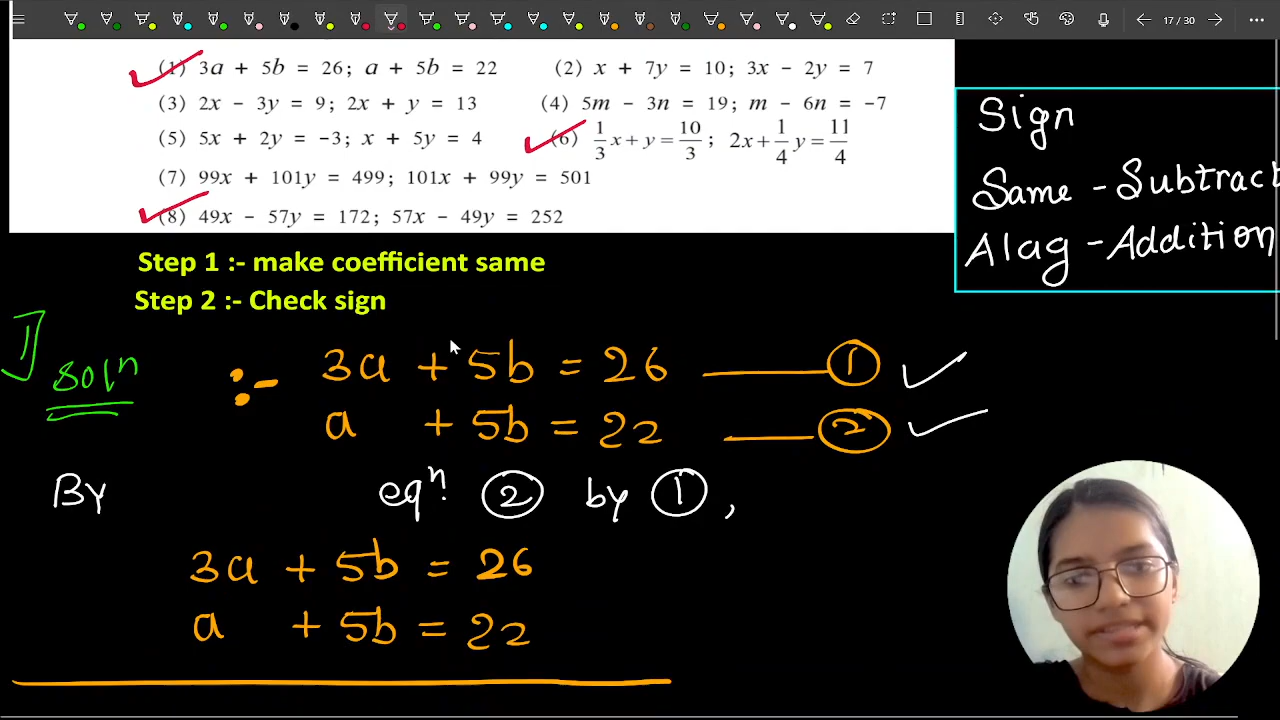 17 / 30
(1) 3a + 5b = 26; a + 5b = 22 (2) x + 7y = 10; 3x − 2y = 7
(3) 2x − 3y = 9; 2x + y = 13 (4) 5m − 3n = 19; m − 6n = −7
(5) 5x + 2y = −3; x + 5y = 4 (6) 1/3 x + y = 10/3; 2x + 1/4 y = 11/4
(7) 99x + 101y = 499; 101x + 99y = 501
(8) 49x − 57y = 172; 57x − 49y = 252
Sign
Same - Subtract
Alag - Addition
Step 1 :- make coefficient same
Step 2 :- Check sign
1] solⁿ :- 3a + 5b = 26 —— ①
a + 5b = 22 —— ②
By eqⁿ. ② by ①,
3a + 5b = 26
a + 5b = 22